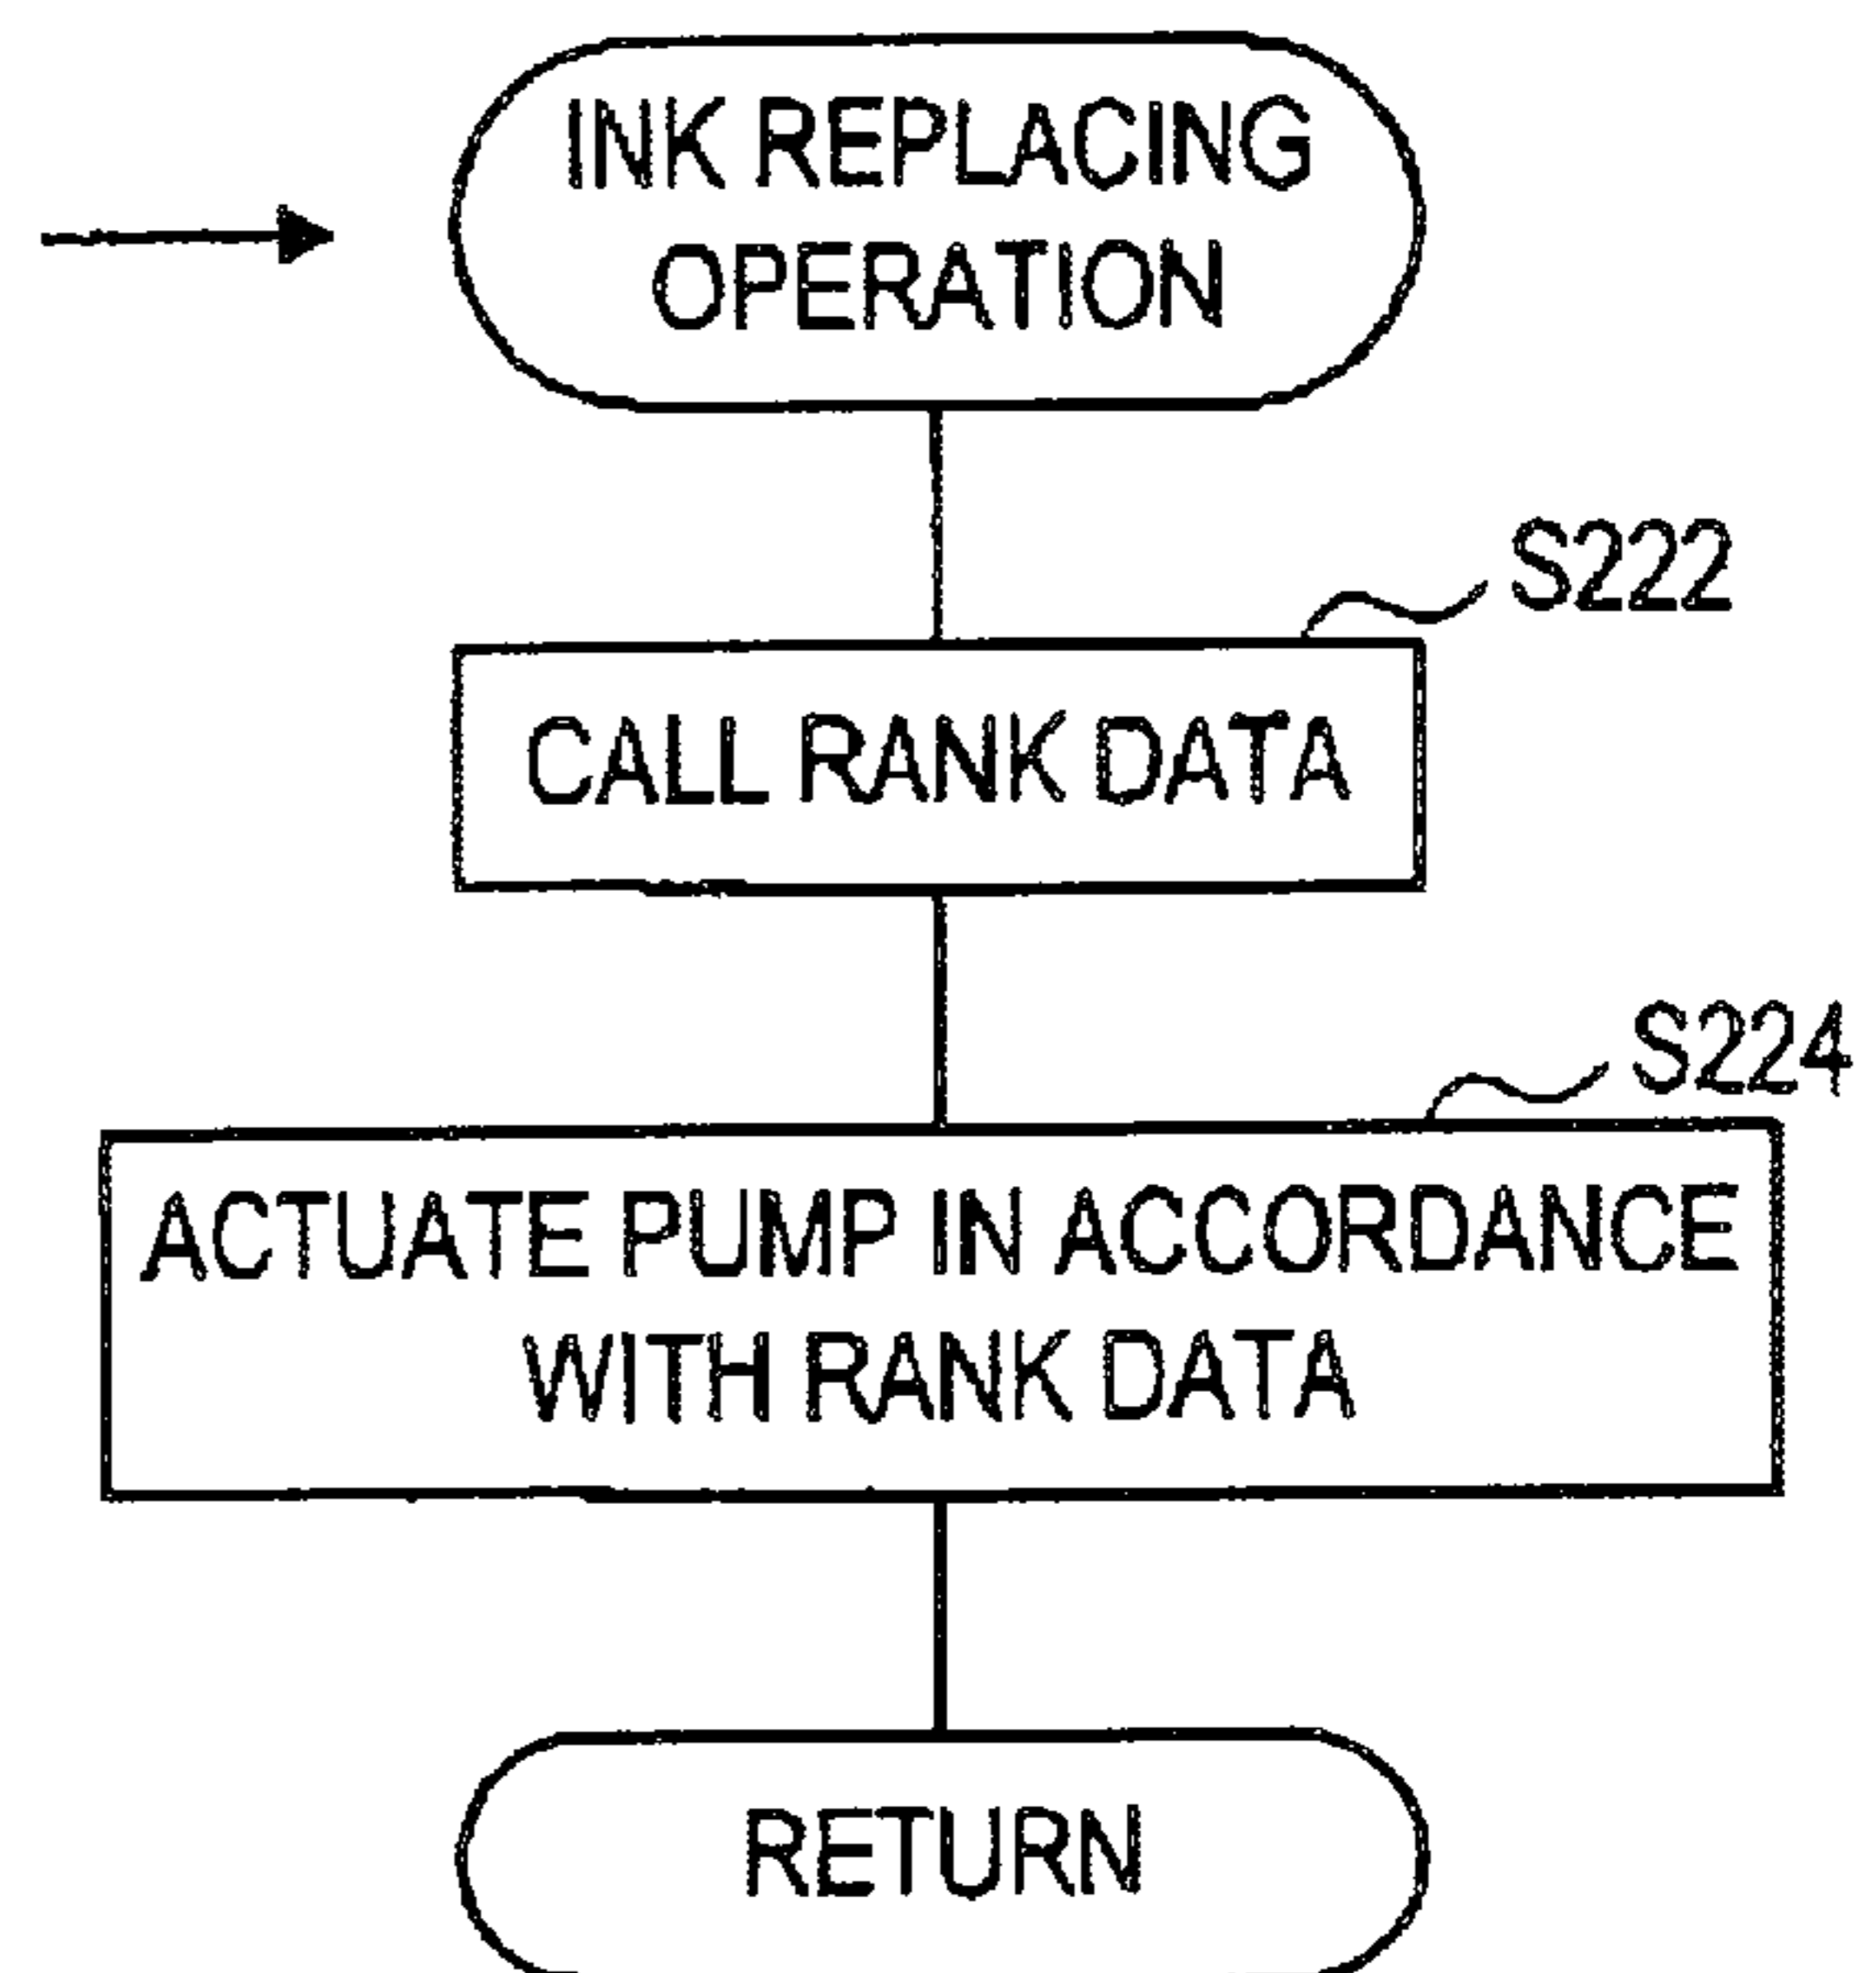 INK REPLACING
OPERATION
S222
CALL RANK DATA
S224
ACTUATE PUMP IN ACCORDANCE
WITH RANK DATA
RETURN